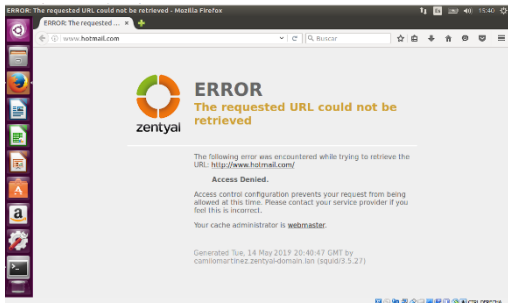 ERROR: The requested URL could not be retrieved - Mozilla Firefox
Es
15:40
ERROR: The requested ... ×
www.hotmail.com
Buscar
ERROR
The requested URL could not be
retrieved
zentyal
The following error was encountered while trying to retrieve the
URL: http://www.hotmail.com/
Access Denied.
Access control configuration prevents your request from being
allowed at this time. Please contact your service provider if you
feel this is incorrect.
Your cache administrator is webmaster.
Generated Tue, 14 May 2019 20:40:47 GMT by
camilomartinez.zentyal-domain.lan (squid/3.5.27)